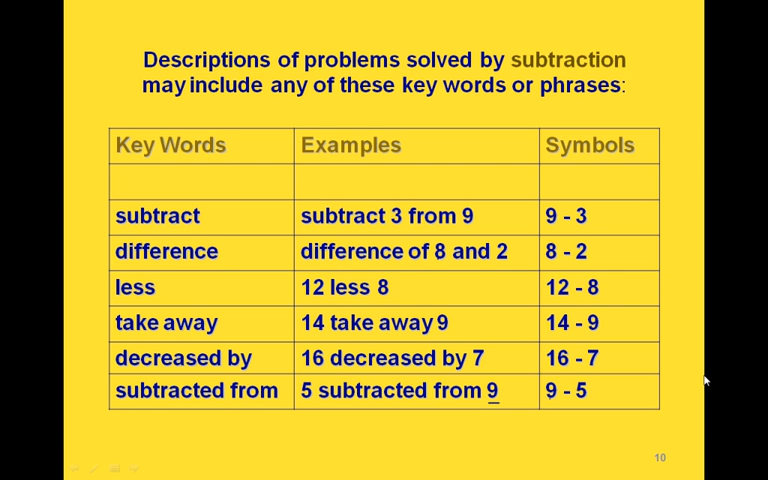 Descriptions of problems solved by subtraction
may include any of these key words or phrases:
Key Words Examples Symbols
subtract subtract 3 from 9 9 - 3
difference difference of 8 and 2 8 - 2
less 12 less 8 12 - 8
take away 14 take away 9 14 - 9
decreased by 16 decreased by 7 16 - 7
subtracted from 5 subtracted from 9 9 - 5
10